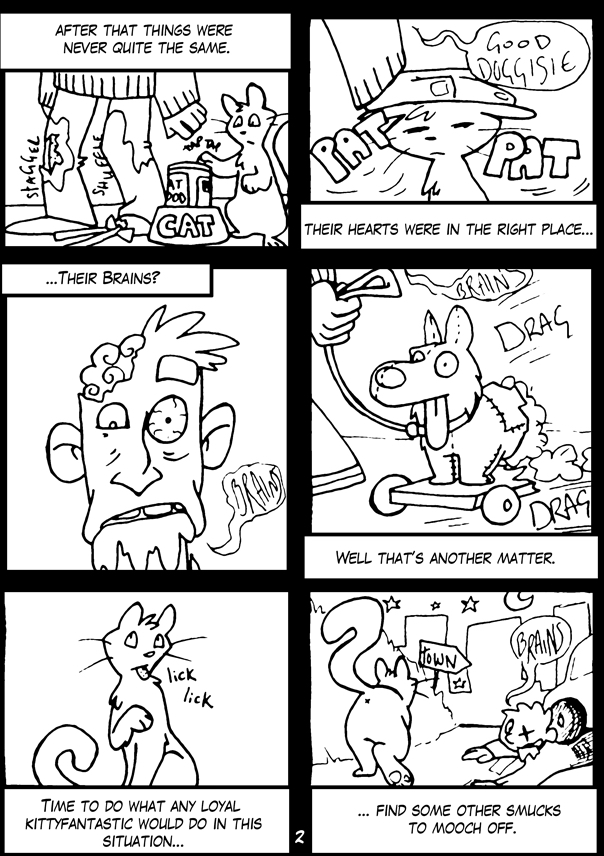 AFTER THAT THINGS WERE
NEVER QUITE THE SAME.
STAGGER
SHUFFLE
TAP TAP
CAT
GOOD
DOGGISIE
PAT
PAT
THEIR HEARTS WERE IN THE RIGHT PLACE...
...THEIR BRAINS?
BRAINS
BRAINS
DRAG
DRAG
WELL THAT'S ANOTHER MATTER.
lick
lick
TIME TO DO WHAT ANY LOYAL
KITTYFANTASTIC WOULD DO IN THIS
SITUATION...
TOWN
BRAINS
... FIND SOME OTHER SMUCKS
TO MOOCH OFF.
2